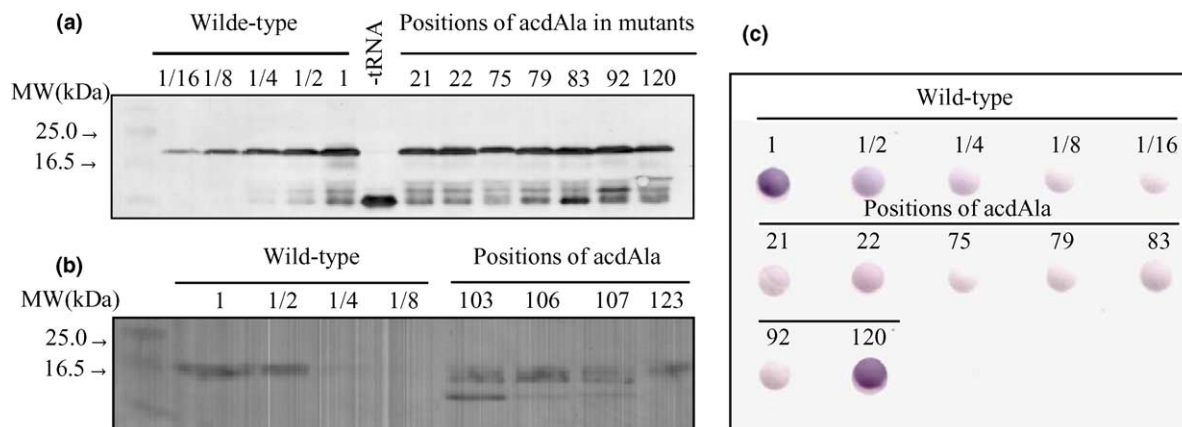 (a)
Wilde-type
-tRNA
Positions of acdAla in mutants
1/16 1/8 1/4 1/2 1
21 22 75 79 83 92 120
MW(kDa)
25.0→
16.5→
(b)
Wild-type
Positions of acdAla
MW(kDa)
1 1/2 1/4 1/8
103 106 107 123
25.0→
16.5→
(c)
Wild-type
1 1/2 1/4 1/8 1/16
Positions of acdAla
21 22 75 79 83
92 120